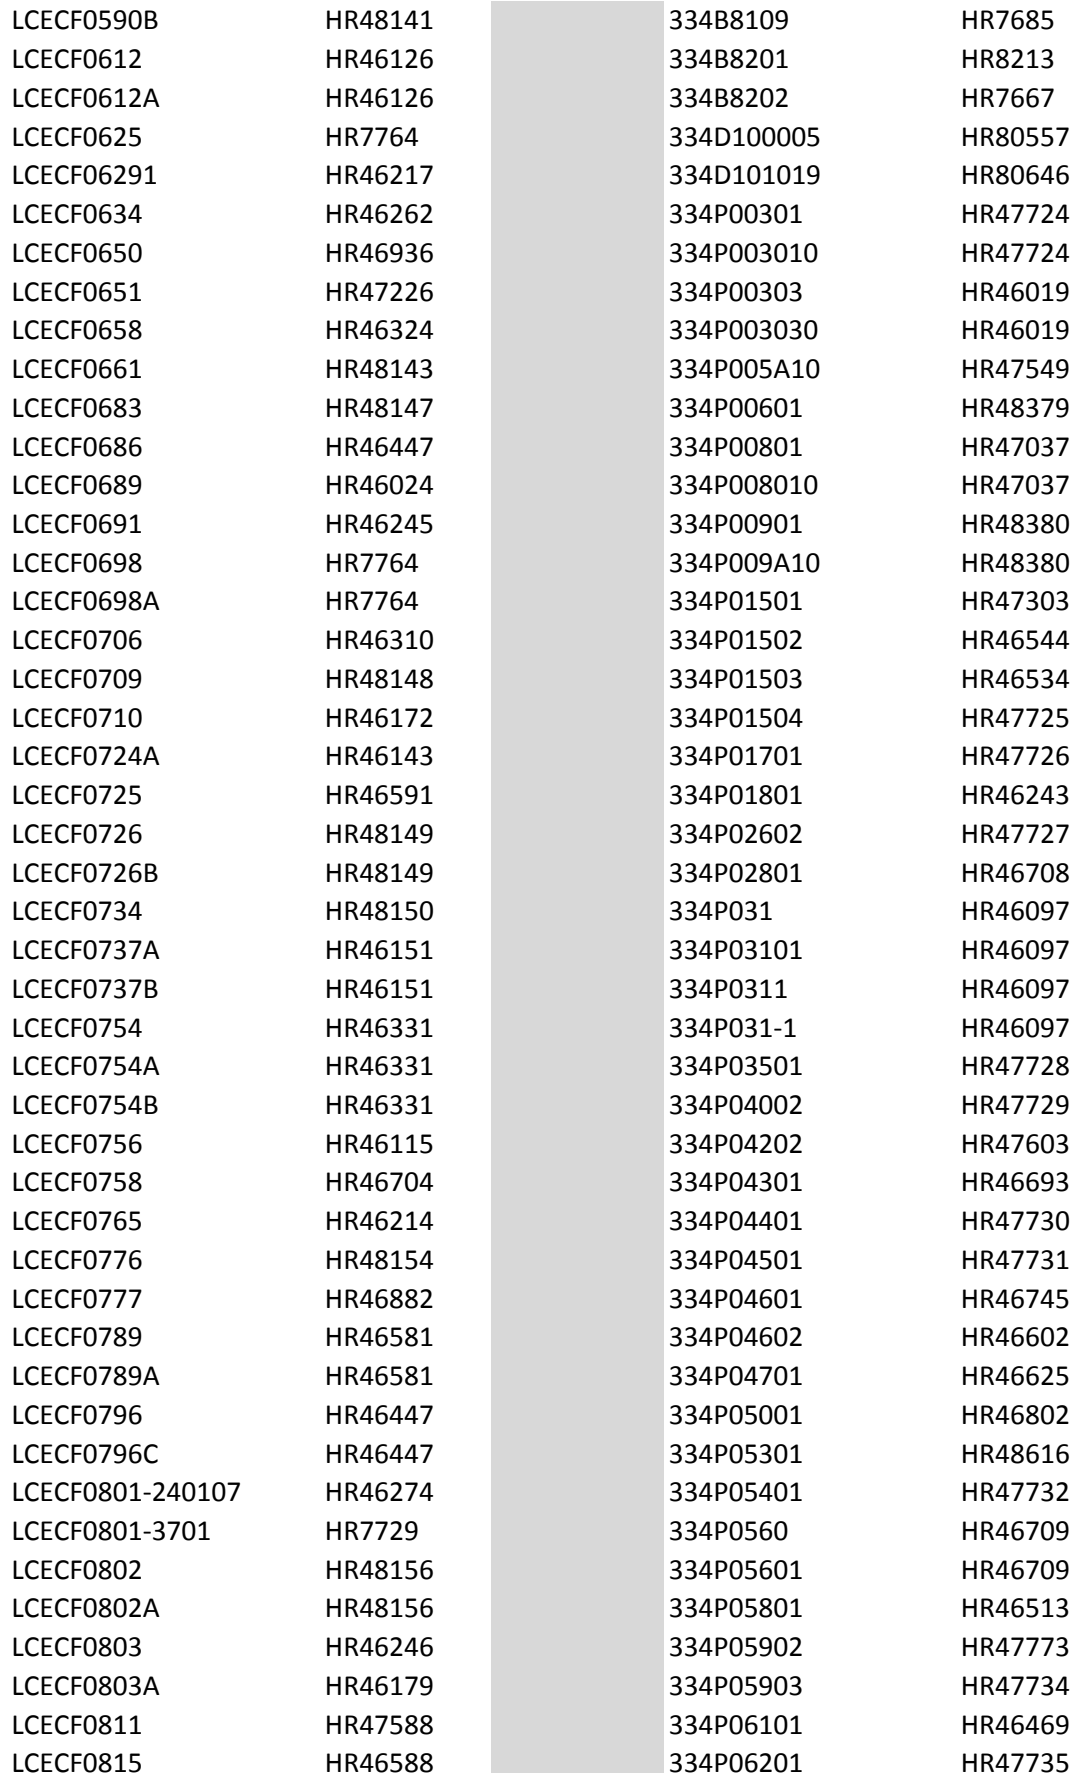 LCECF0590B HR48141 334B8109 HR7685
LCECF0612 HR46126 334B8201 HR8213
LCECF0612A HR46126 334B8202 HR7667
LCECF0625 HR7764 334D100005 HR80557
LCECF06291 HR46217 334D101019 HR80646
LCECF0634 HR46262 334P00301 HR47724
LCECF0650 HR46936 334P003010 HR47724
LCECF0651 HR47226 334P00303 HR46019
LCECF0658 HR46324 334P003030 HR46019
LCECF0661 HR48143 334P005A10 HR47549
LCECF0683 HR48147 334P00601 HR48379
LCECF0686 HR46447 334P00801 HR47037
LCECF0689 HR46024 334P008010 HR47037
LCECF0691 HR46245 334P00901 HR48380
LCECF0698 HR7764 334P009A10 HR48380
LCECF0698A HR7764 334P01501 HR47303
LCECF0706 HR46310 334P01502 HR46544
LCECF0709 HR48148 334P01503 HR46534
LCECF0710 HR46172 334P01504 HR47725
LCECF0724A HR46143 334P01701 HR47726
LCECF0725 HR46591 334P01801 HR46243
LCECF0726 HR48149 334P02602 HR47727
LCECF0726B HR48149 334P02801 HR46708
LCECF0734 HR48150 334P031 HR46097
LCECF0737A HR46151 334P03101 HR46097
LCECF0737B HR46151 334P0311 HR46097
LCECF0754 HR46331 334P031-1 HR46097
LCECF0754A HR46331 334P03501 HR47728
LCECF0754B HR46331 334P04002 HR47729
LCECF0756 HR46115 334P04202 HR47603
LCECF0758 HR46704 334P04301 HR46693
LCECF0765 HR46214 334P04401 HR47730
LCECF0776 HR48154 334P04501 HR47731
LCECF0777 HR46882 334P04601 HR46745
LCECF0789 HR46581 334P04602 HR46602
LCECF0789A HR46581 334P04701 HR46625
LCECF0796 HR46447 334P05001 HR46802
LCECF0796C HR46447 334P05301 HR48616
LCECF0801-240107 HR46274 334P05401 HR47732
LCECF0801-3701 HR7729 334P0560 HR46709
LCECF0802 HR48156 334P05601 HR46709
LCECF0802A HR48156 334P05801 HR46513
LCECF0803 HR46246 334P05902 HR47773
LCECF0803A HR46179 334P05903 HR47734
LCECF0811 HR47588 334P06101 HR46469
LCECF0815 HR46588 334P06201 HR47735